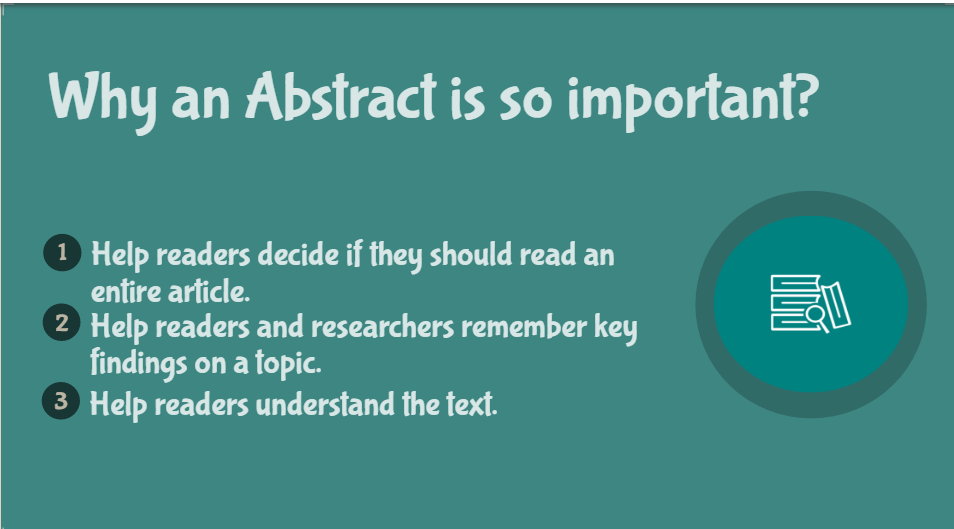 Why an Abstract is so important?
1 Help readers decide if they should read an
entire article.
2 Help readers and researchers remember key
findings on a topic.
3 Help readers understand the text.